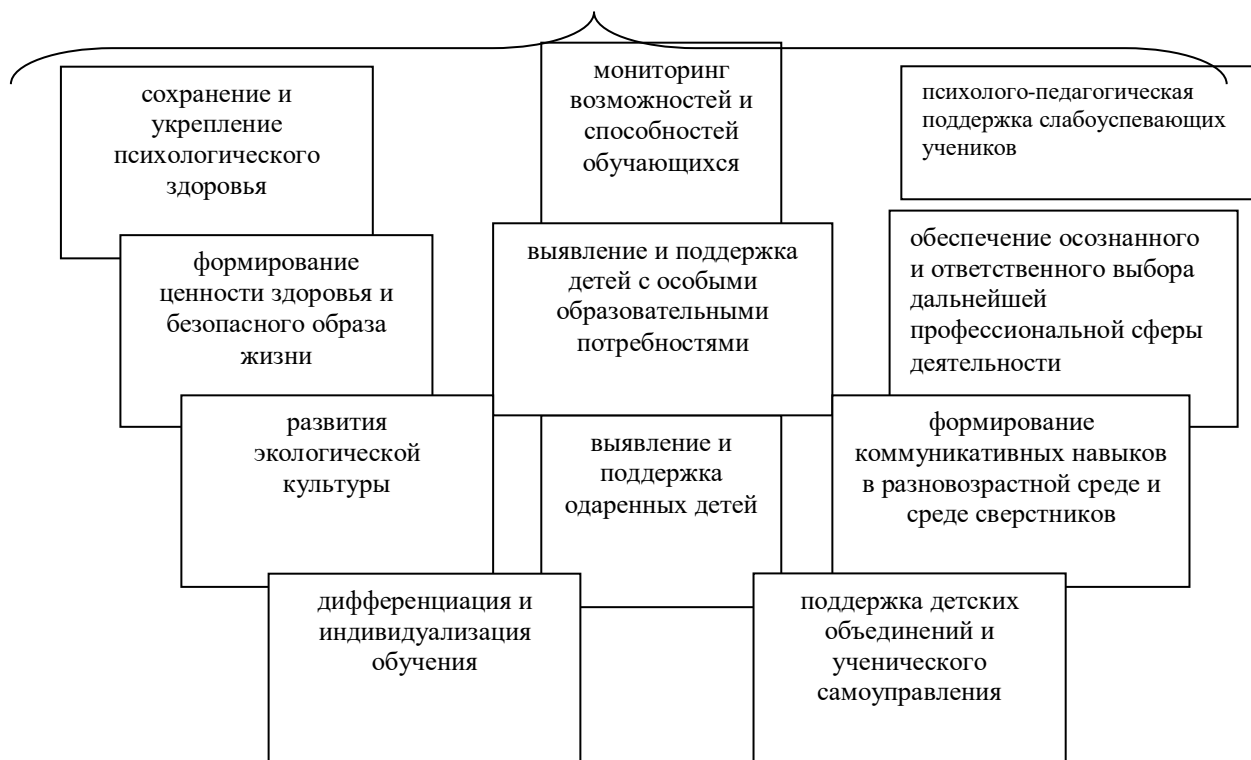 сохранение и
укрепление
психологического
здоровья
мониторинг
возможностей и
способностей
обучающихся
психолого-педагогическая
поддержка слабоуспевающих
учеников
формирование
ценности здоровья и
безопасного образа
жизни
выявление и поддержка
детей с особыми
образовательными
потребностями
обеспечение осознанного
и ответственного выбора
дальнейшей
профессиональной сферы
деятельности
развития
экологической
культуры
выявление и
поддержка
одаренных детей
формирование
коммуникативных навыков
в разновозрастной среде и
среде сверстников
дифференциация и
индивидуализация
обучения
поддержка детских
объединений и
ученического
самоуправления